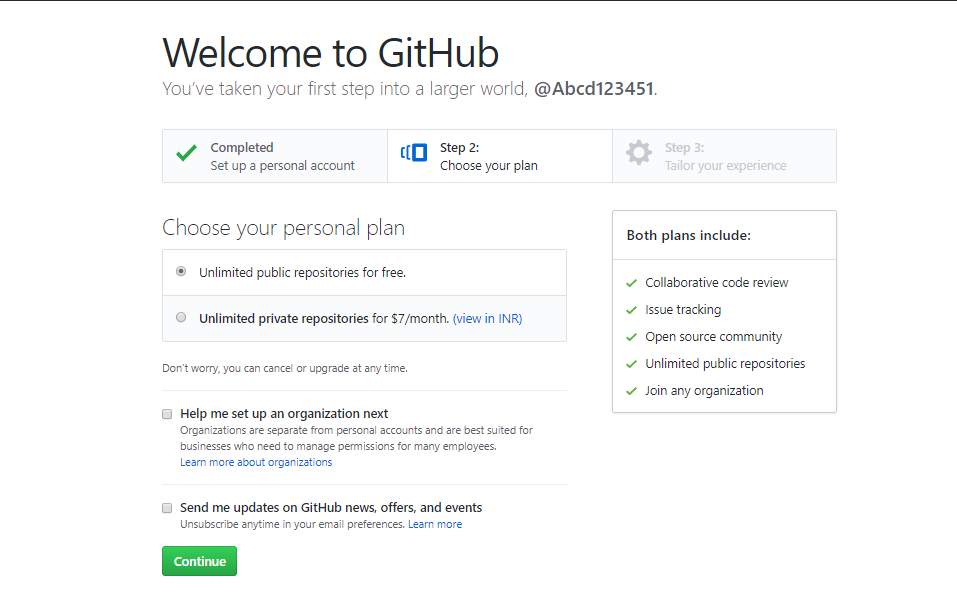 Welcome to GitHub
You’ve taken your first step into a larger world, @Abcd123451.
Completed
Set up a personal account
Step 2:
Choose your plan
Step 3:
Tailor your experience
Choose your personal plan
Unlimited public repositories for free.
Unlimited private repositories for $7/month. (view in INR)
Don’t worry, you can cancel or upgrade at any time.
Help me set up an organization next
Organizations are separate from personal accounts and are best suited for
businesses who need to manage permissions for many employees.
Learn more about organizations
Send me updates on GitHub news, offers, and events
Unsubscribe anytime in your email preferences. Learn more
Continue
Both plans include:
Collaborative code review
Issue tracking
Open source community
Unlimited public repositories
Join any organization